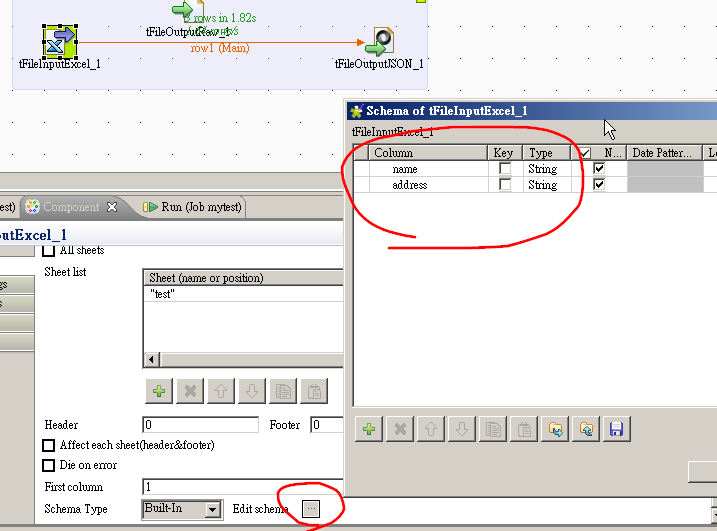 3 rows in 1.82s
tFileOutputRaw_1
row1 (Main)
tFileInputExcel_1
tFileOutputJSON_1
Schema of tFileInputExcel_1
tFileInputExcel_1
Column Key Type N... Date Patter... Le
name String
address String
est) Component Run (Job mytest)
putExcel_1
All sheets
Sheet list
Sheet (name or position)
"test"
gs
s
Header 0 Footer 0
Affect each sheet(header&footer)
Die on error
First column 1
Schema Type Built-In Edit schema ...